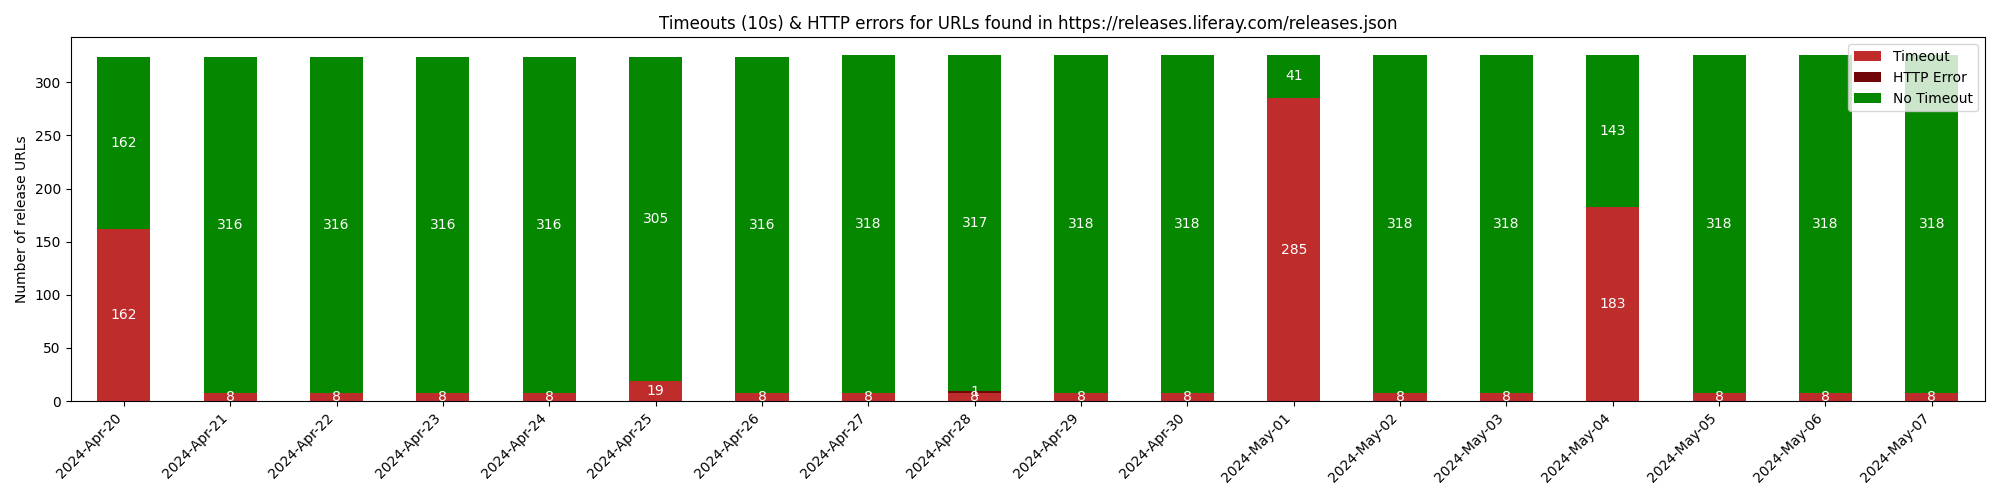 Timeouts (10s) & HTTP errors for URLs found in https://releases.liferay.com/releases.json
Timeout
HTTP Error
No Timeout
Number of release URLs
300
250
200
150
100
50
0
162
316
316
316
316
305
316
318
317
318
318
41
318
318
143
318
318
318
162
8
8
8
8
19
8
8
1
8
8
8
285
8
8
183
8
8
8
2024-Apr-20
2024-Apr-21
2024-Apr-22
2024-Apr-23
2024-Apr-24
2024-Apr-25
2024-Apr-26
2024-Apr-27
2024-Apr-28
2024-Apr-29
2024-Apr-30
2024-May-01
2024-May-02
2024-May-03
2024-May-04
2024-May-05
2024-May-06
2024-May-07